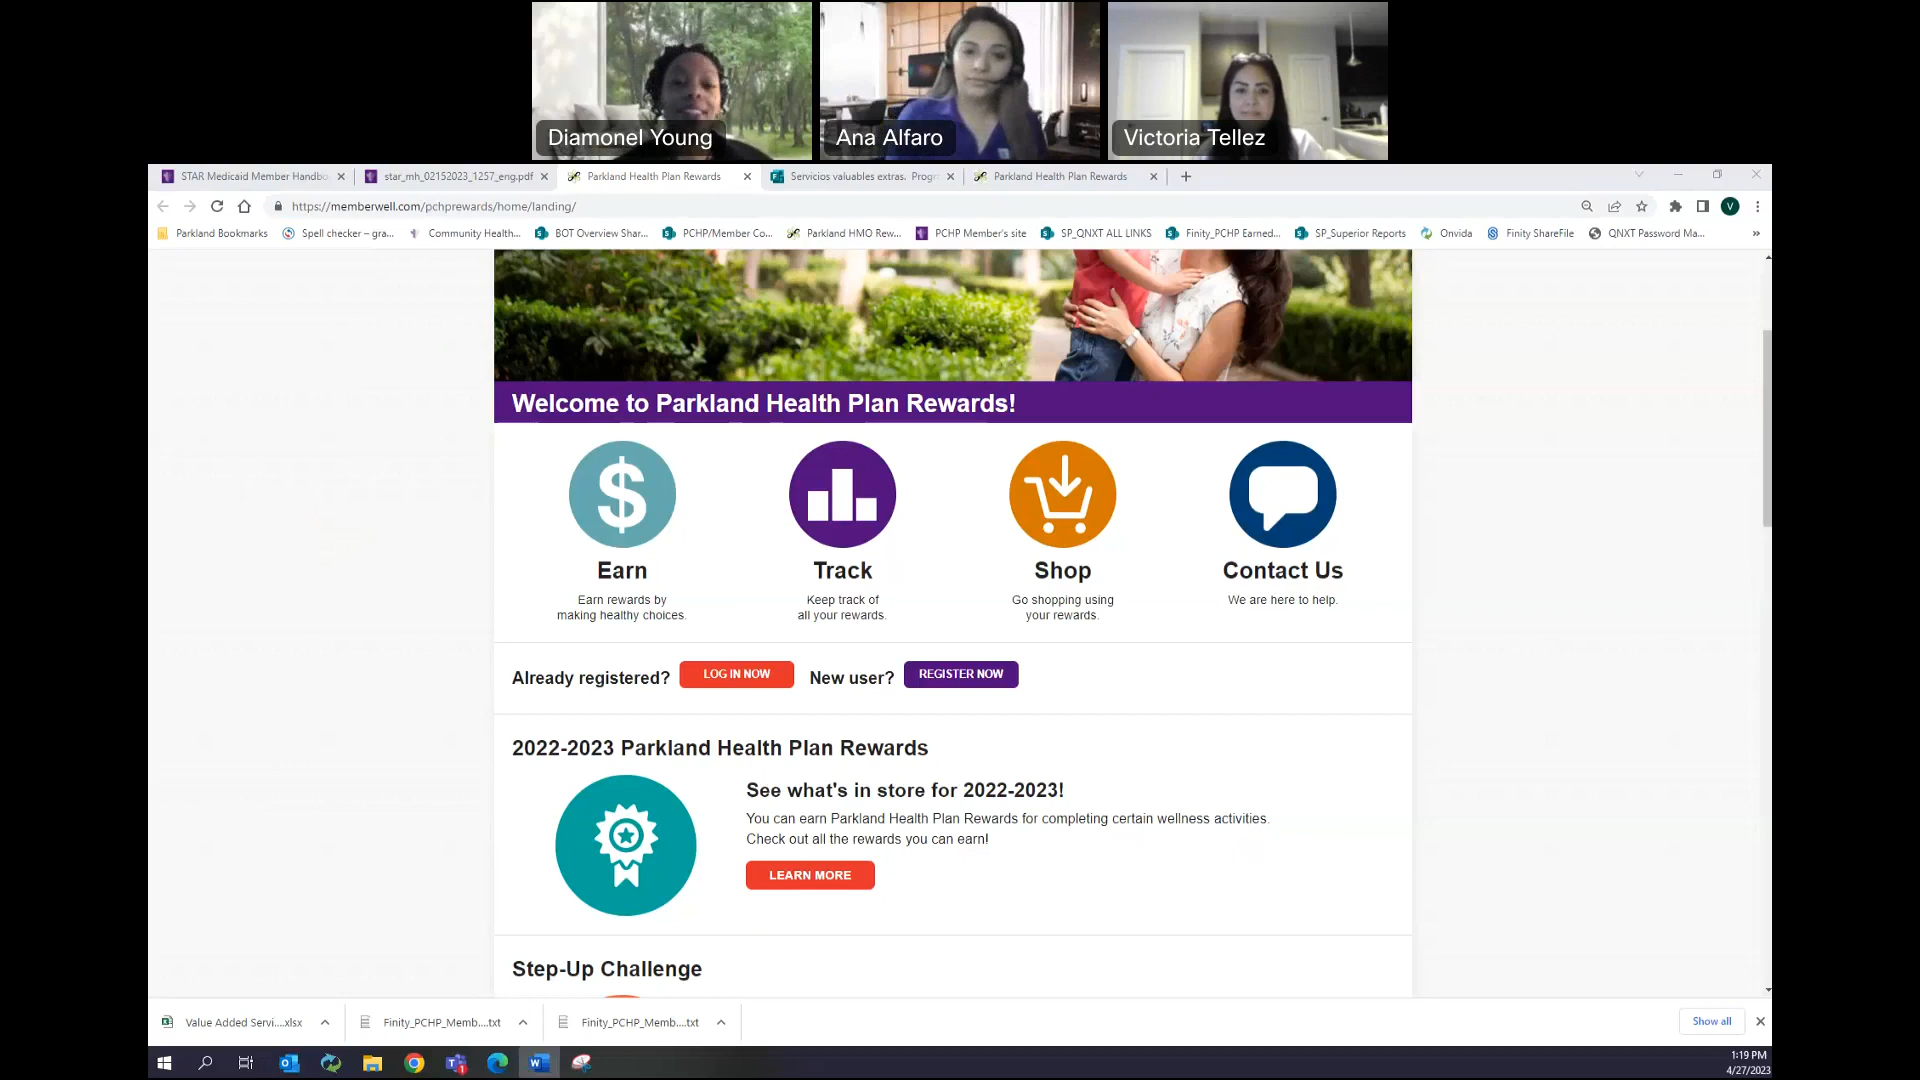 Diamonel Young
Ana Alfaro
Victoria Tellez
STAR Medicaid Member Handbo
star_mh_02152023_1257_eng.pdf
Parkland Health Plan Rewards
Servicios valuables extras. Progr
Parkland Health Plan Rewards
https://memberwell.com/pchprewards/home/landing/
V
Parkland Bookmarks
Spell checker – gra...
Community Health...
BOT Overview Shar...
PCHP/Member Co...
Parkland HMO Rew...
PCHP Member's site
SP_QNXT ALL LINKS
Finity_PCHP Earned...
SP_Superior Reports
Onvida
Finity ShareFile
QNXT Password Ma...
Welcome to Parkland Health Plan Rewards!
Earn
Earn rewards by
making healthy choices.
Track
Keep track of
all your rewards.
Shop
Go shopping using
your rewards.
Contact Us
We are here to help.
Already registered?
LOG IN NOW
New user?
REGISTER NOW
2022-2023 Parkland Health Plan Rewards
See what's in store for 2022-2023!
You can earn Parkland Health Plan Rewards for completing certain wellness activities.
Check out all the rewards you can earn!
LEARN MORE
Step-Up Challenge
Value Added Servi....xlsx
Finity_PCHP_Memb....txt
Finity_PCHP_Memb....txt
Show all
1:19 PM
4/27/2023